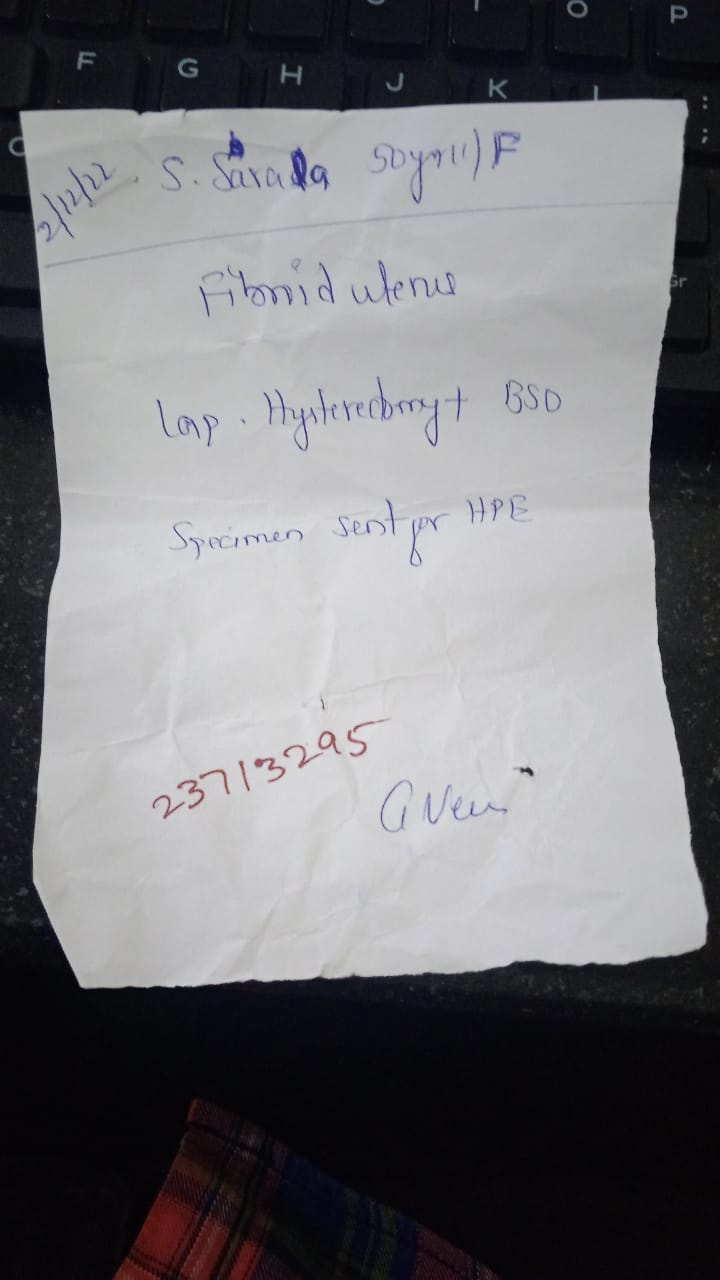 O P
F G H J K L : ;
2/12/22. S. Sarada 50yrs)/F
Fibroid uterus
Lap. Hysterectomy + BSO
Specimen sent for HPE
23713295